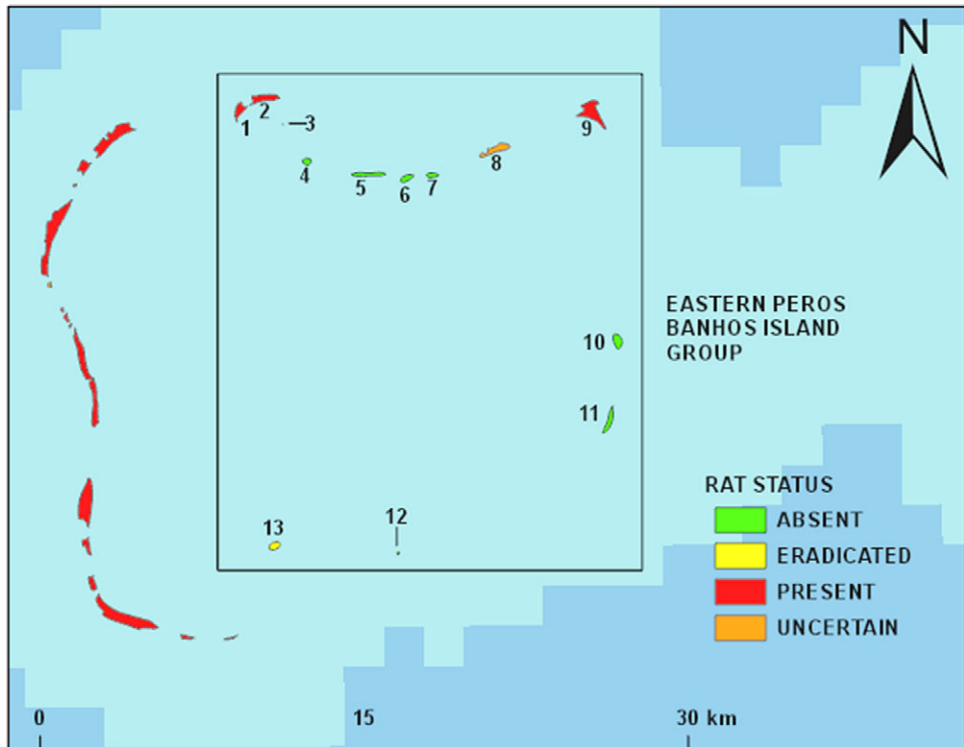 N
1
2
3
4
5
6
7
8
9
EASTERN PEROS
BANHOS ISLAND
GROUP
10
11
RAT STATUS
ABSENT
ERADICATED
PRESENT
UNCERTAIN
13
12
0 15 30 km